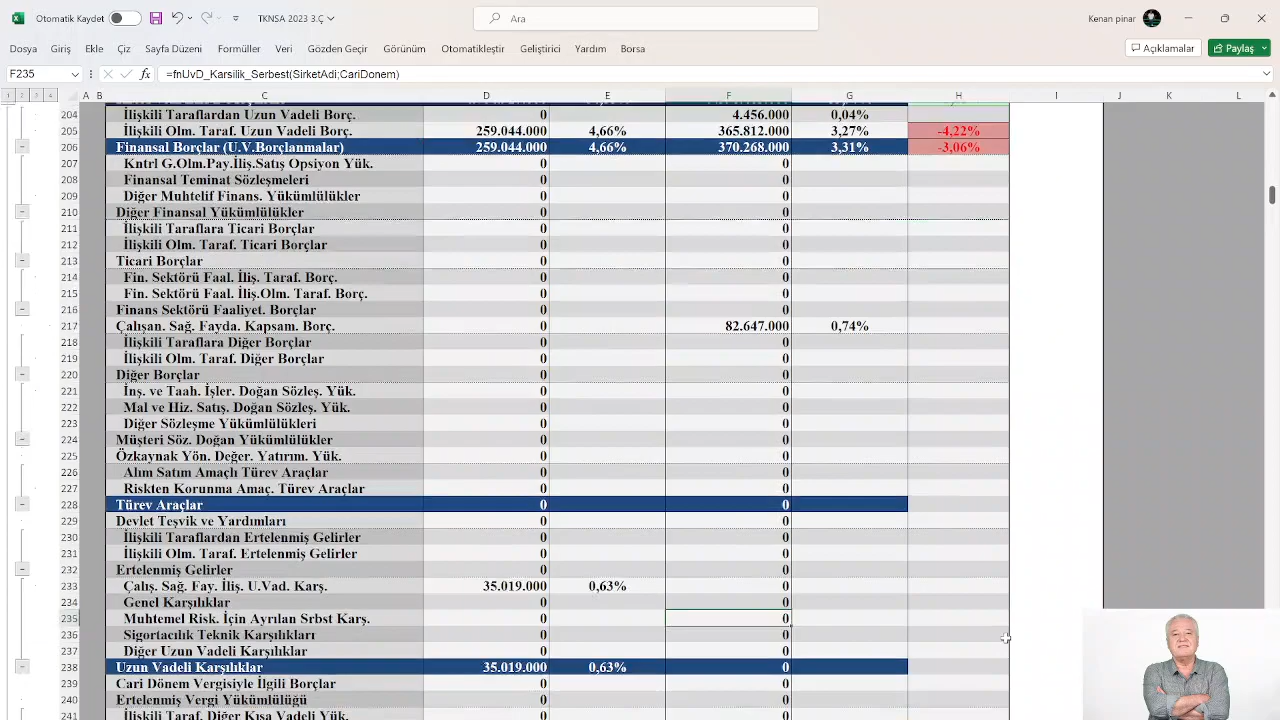 Otomatik Kaydet
TKNSA 2023 3.Ç
Ara
Kenan pinar
Dosya Giriş Ekle Çiz Sayfa Düzeni Formüller Veri Gözden Geçir Görünüm Otomatikleştir Geliştirici Yardım Borsa
Açıklamalar Paylaş
F235 fx =fnUvD_Karsilik_Serbest(SirketAdi;CariDonem)
1 2 3 4 A B C D E F G H I J K L
204 İlişkili Taraflardan Uzun Vadeli Borç. 0 4.456.000 0,04%
205 İlişkili Olm. Taraf. Uzun Vadeli Borç. 259.044.000 4,66% 365.812.000 3,27% -4,22%
206 Finansal Borçlar (U.V.Borçlanmalar) 259.044.000 4,66% 370.268.000 3,31% -3,06%
207 Kntrl G.Olm.Pay.İliş.Satış Opsiyon Yük. 0 0
208 Finansal Teminat Sözleşmeleri 0 0
209 Diğer Muhtelif Finans. Yükümlülükler 0 0
210 Diğer Finansal Yükümlülükler 0 0
211 İlişkili Taraflara Ticari Borçlar 0 0
212 İlişkili Olm. Taraf. Ticari Borçlar 0 0
213 Ticari Borçlar 0 0
214 Fin. Sektörü Faal. İliş. Taraf. Borç. 0 0
215 Fin. Sektörü Faal. İliş.Olm. Taraf. Borç. 0 0
216 Finans Sektörü Faaliyet. Borçlar 0 0
217 Çalışan. Sağ. Fayda. Kapsam. Borç. 0 82.647.000 0,74%
218 İlişkili Taraflara Diğer Borçlar 0 0
219 İlişkili Olm. Taraf. Diğer Borçlar 0 0
220 Diğer Borçlar 0 0
221 İnş. ve Taah. İşler. Doğan Sözleş. Yük. 0 0
222 Mal ve Hiz. Satış. Doğan Sözleş. Yük. 0 0
223 Diğer Sözleşme Yükümlülükleri 0 0
224 Müşteri Söz. Doğan Yükümlülükler 0 0
225 Özkaynak Yön. Değer. Yatırım. Yük. 0 0
226 Alım Satım Amaçlı Türev Araçlar 0 0
227 Riskten Korunma Amaç. Türev Araçlar 0 0
228 Türev Araçlar 0 0
229 Devlet Teşvik ve Yardımları 0 0
230 İlişkili Taraflardan Ertelenmiş Gelirler 0 0
231 İlişkili Olm. Taraf. Ertelenmiş Gelirler 0 0
232 Ertelenmiş Gelirler 0 0
233 Çalış. Sağ. Fay. İliş. U.Vad. Karş. 35.019.000 0,63% 0
234 Genel Karşılıklar 0 0
235 Muhtemel Risk. İçin Ayrılan Srbst Karş. 0 0
236 Sigortacılık Teknik Karşılıkları 0 0
237 Diğer Uzun Vadeli Karşılıklar 0 0
238 Uzun Vadeli Karşılıklar 35.019.000 0,63% 0
239 Cari Dönem Vergisiyle İlgili Borçlar 0 0
240 Ertelenmiş Vergi Yükümlülüğü 0 0
241 İlişkili Taraf. Diğer Kısa Vadeli Yük. 0 0